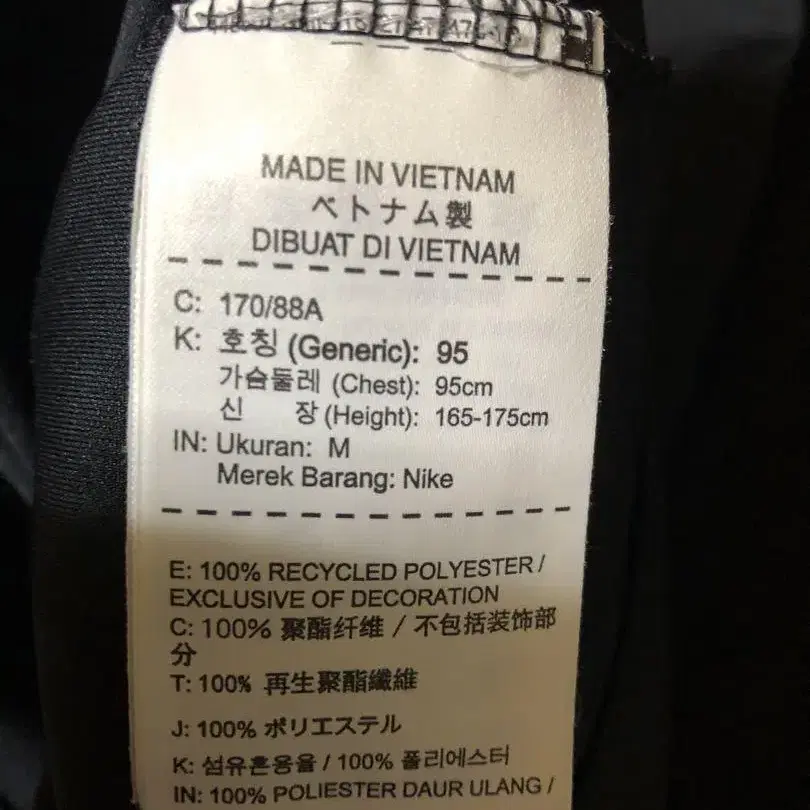 MADE IN VIETNAM
ベトナム製
DIBUAT DI VIETNAM
C: 170/88A
K: 호칭 (Generic): 95
가슴둘레 (Chest): 95cm
신 장 (Height): 165-175cm
IN: Ukuran: M
Merek Barang: Nike
E: 100% RECYCLED POLYESTER /
EXCLUSIVE OF DECORATION
C: 100% 聚酯纤维 / 不包括装饰部
分
T: 100% 再生聚酯纖維
J: 100% ポリエステル
K: 섬유혼용율 / 100% 폴리에스터
IN: 100% POLIESTER DAUR ULANG /